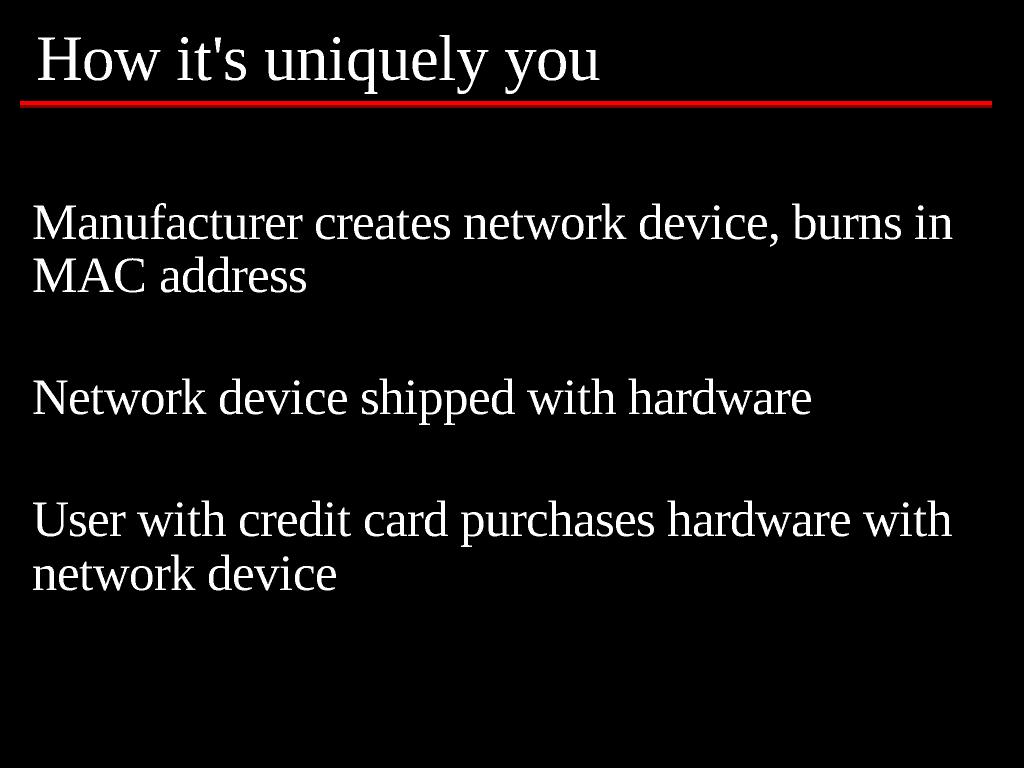 How it's uniquely you
Manufacturer creates network device, burns in
MAC address
Network device shipped with hardware
User with credit card purchases hardware with
network device